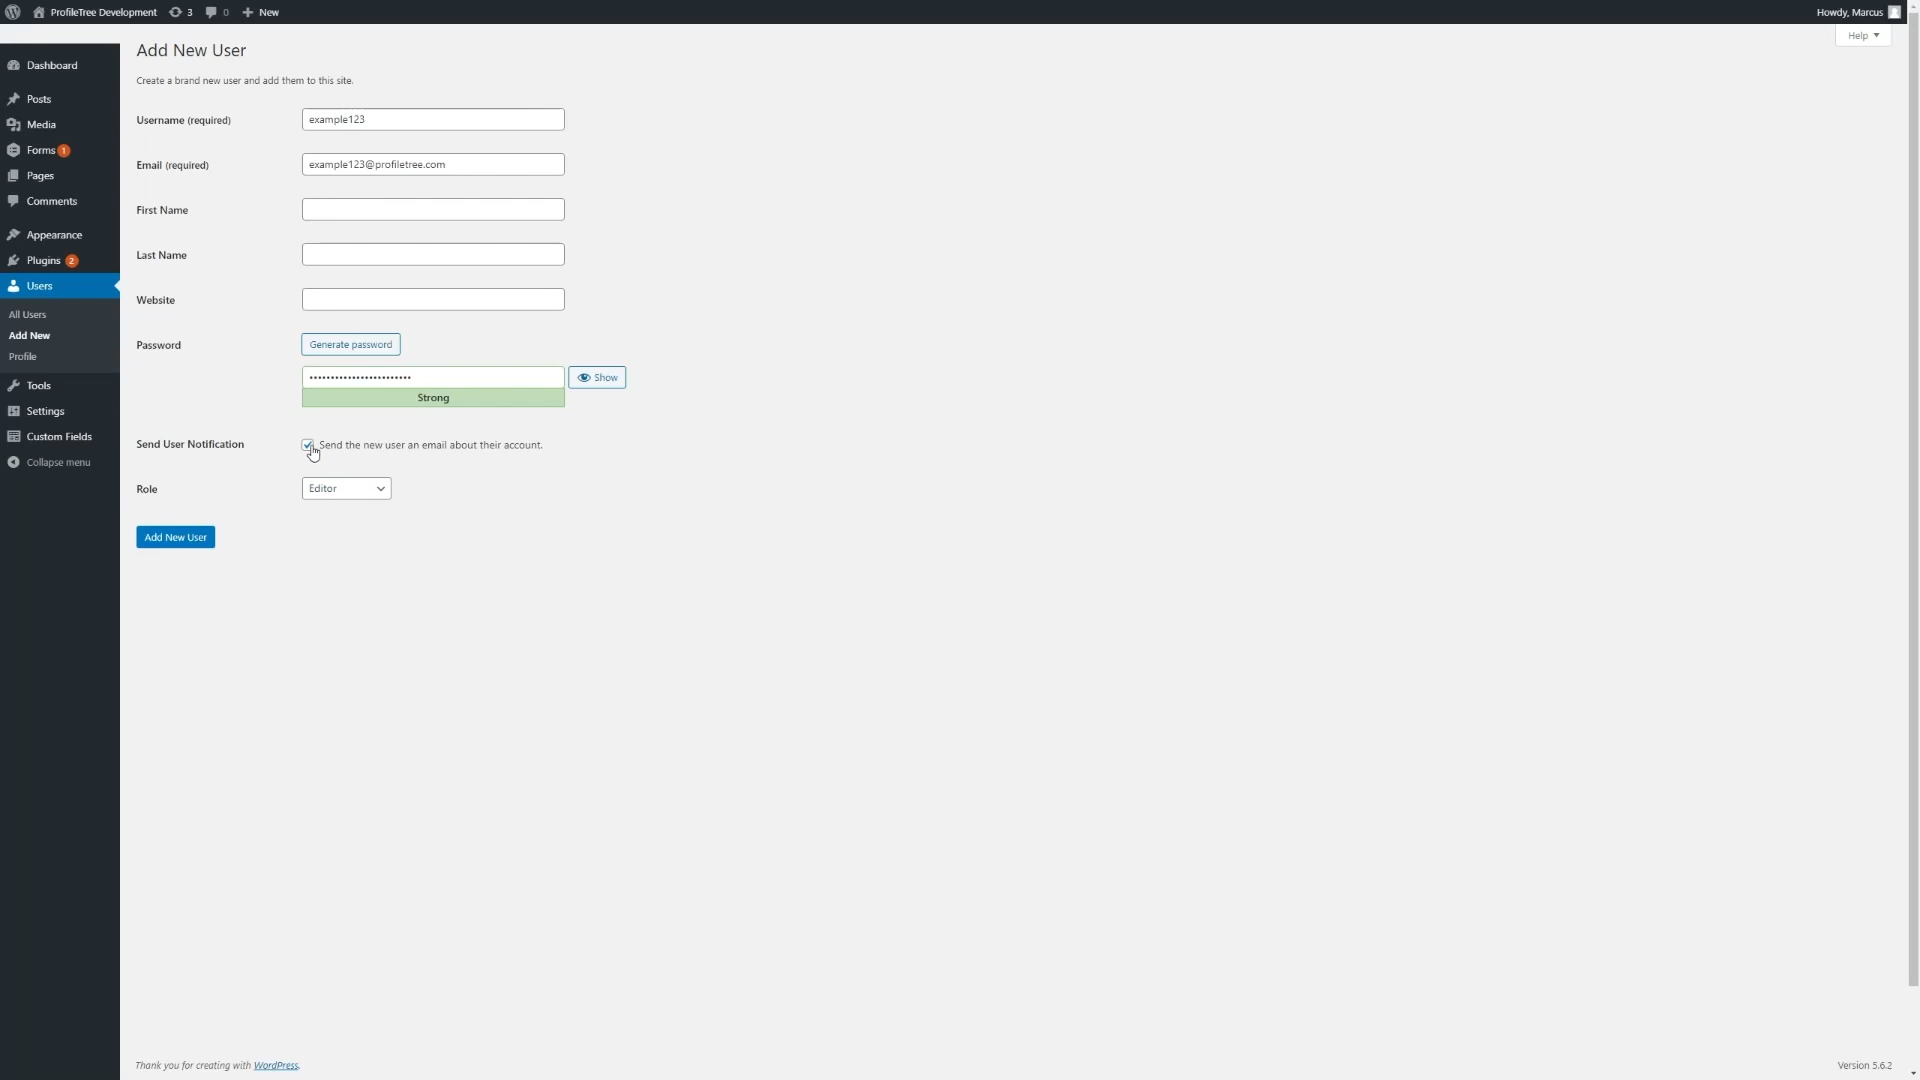 ProfileTree Development 3 0 New Howdy, Marcus
Help
Dashboard
Posts
Media
Forms 1
Pages
Comments
Appearance
Plugins 2
Users
All Users
Add New
Profile
Tools
Settings
Custom Fields
Collapse menu
Add New User
Create a brand new user and add them to this site.
Username (required) example123
Email (required) example123@profiletree.com
First Name
Last Name
Website
Password Generate password
•••••••••••••••••••••••• Show
Strong
Send User Notification Send the new user an email about their account.
Role Editor
Add New User
Thank you for creating with WordPress. Version 5.6.2